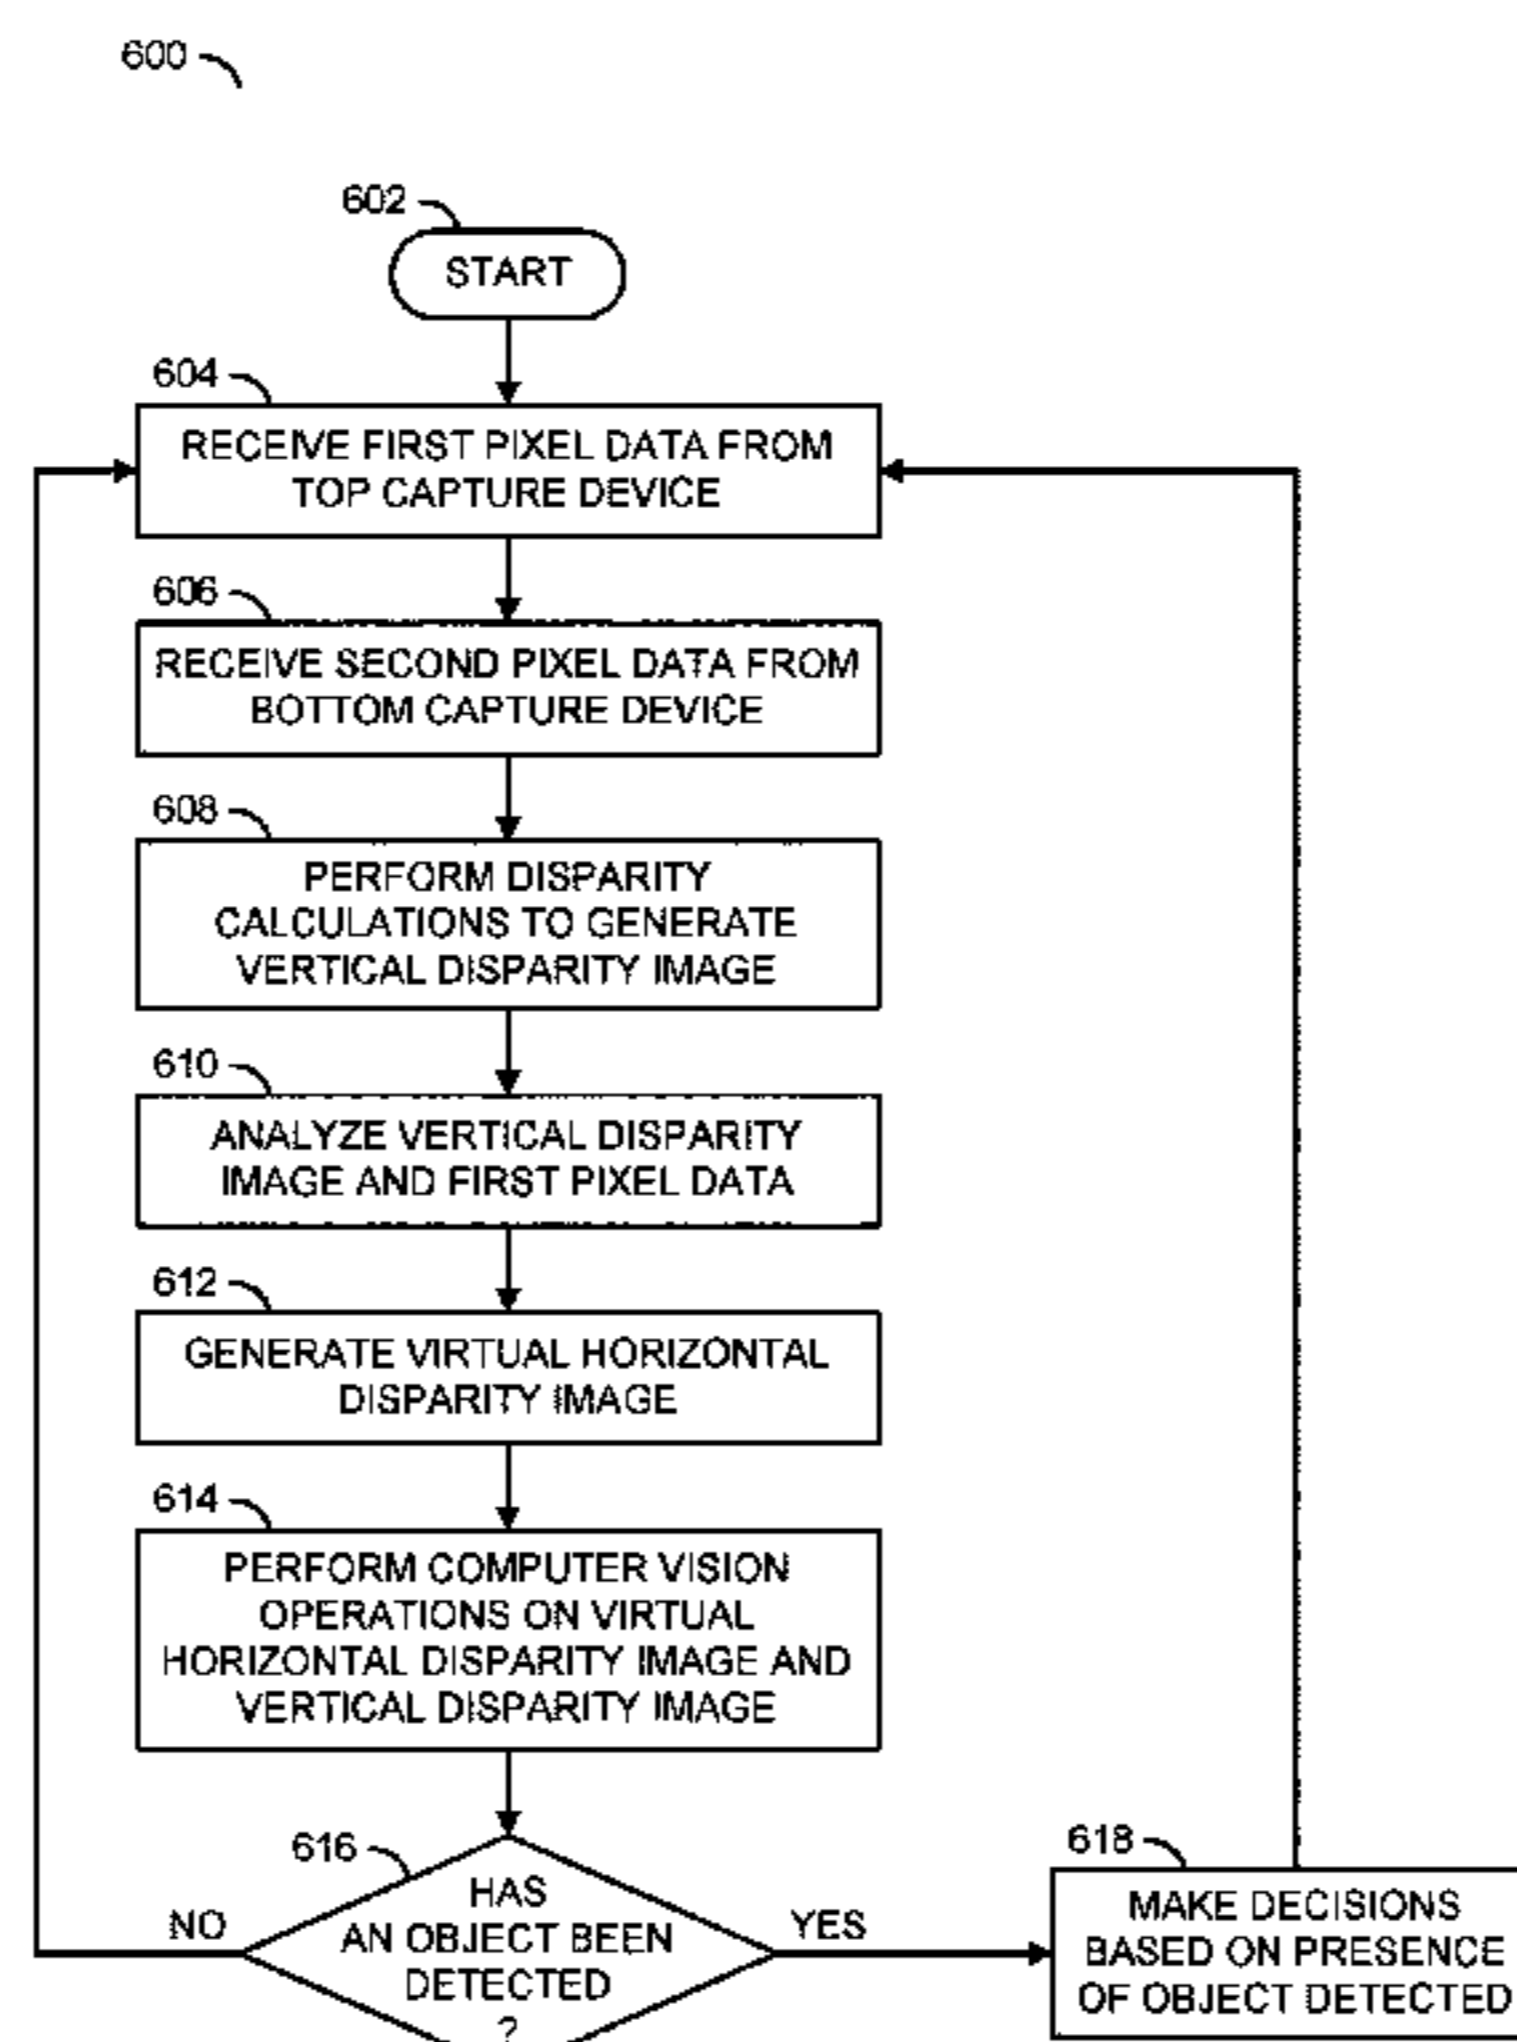 600
602
START
604
RECEIVE FIRST PIXEL DATA FROM
TOP CAPTURE DEVICE
606
RECEIVE SECOND PIXEL DATA FROM
BOTTOM CAPTURE DEVICE
608
PERFORM DISPARITY
CALCULATIONS TO GENERATE
VERTICAL DISPARITY IMAGE
610
ANALYZE VERTICAL DISPARITY
IMAGE AND FIRST PIXEL DATA
612
GENERATE VIRTUAL HORIZONTAL
DISPARITY IMAGE
614
PERFORM COMPUTER VISION
OPERATIONS ON VIRTUAL
HORIZONTAL DISPARITY IMAGE AND
VERTICAL DISPARITY IMAGE
616
HAS
AN OBJECT BEEN
DETECTED
?
NO
YES
618
MAKE DECISIONS
BASED ON PRESENCE
OF OBJECT DETECTED